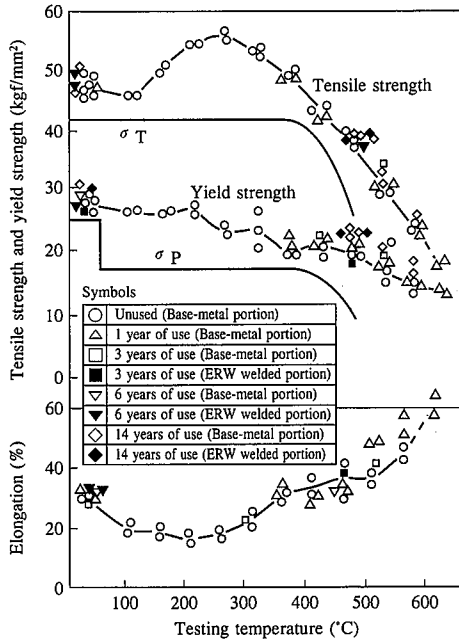 Tensile strength and yield strength (kgf/mm²)
60
50
40
30
20
10
0
Tensile strength
σ T
Yield strength
σ P
Symbols
○ Unused (Base-metal portion)
△ 1 year of use (Base-metal portion)
□ 3 years of use (Base-metal portion)
■ 3 years of use (ERW welded portion)
▽ 6 years of use (Base-metal portion)
▼ 6 years of use (ERW welded portion)
◇ 14 years of use (Base-metal portion)
◆ 14 years of use (ERW welded portion)
Elongation (%)
60
40
20
0
100 200 300 400 500 600
Testing temperature (°C)